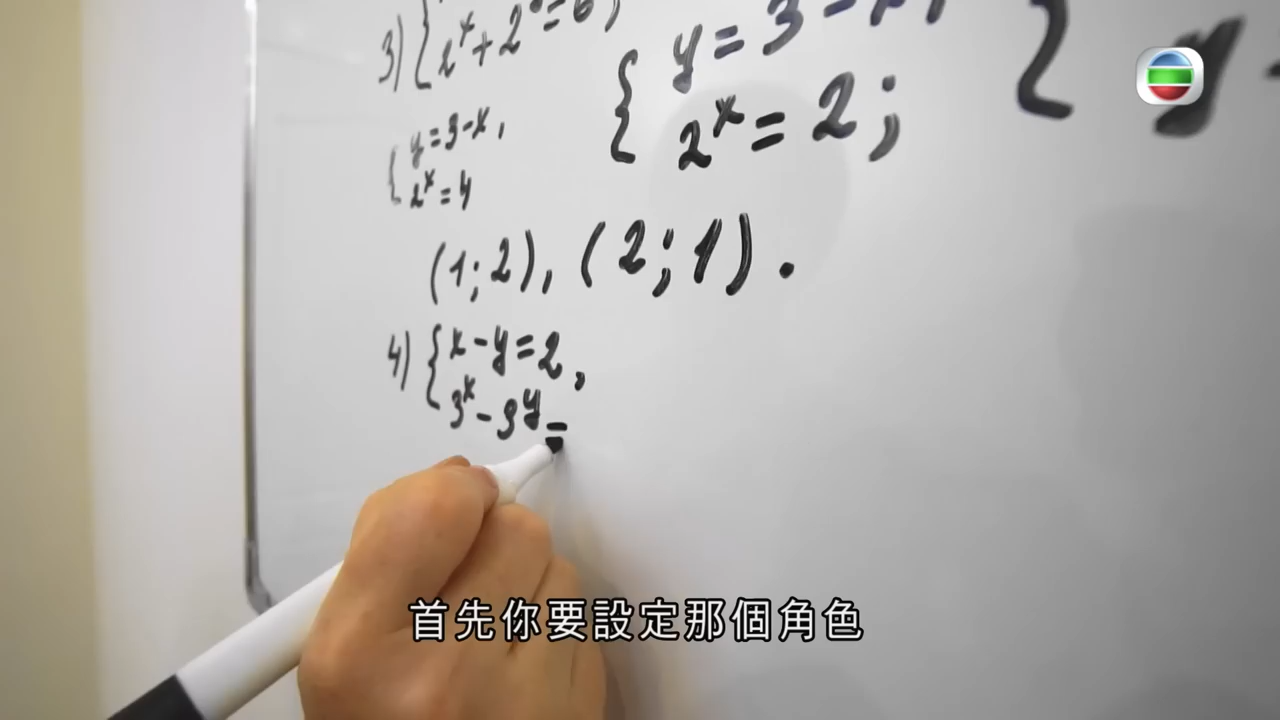 3) { 2^x + 2^y = 6;
{ y = 3 -
2^x = 2;
{ y = 3 - x,
2^x = 4
(1; 2), (2; 1).
4) { x - y = 2,
3^x - 3^y =
首先你要設定那個角色